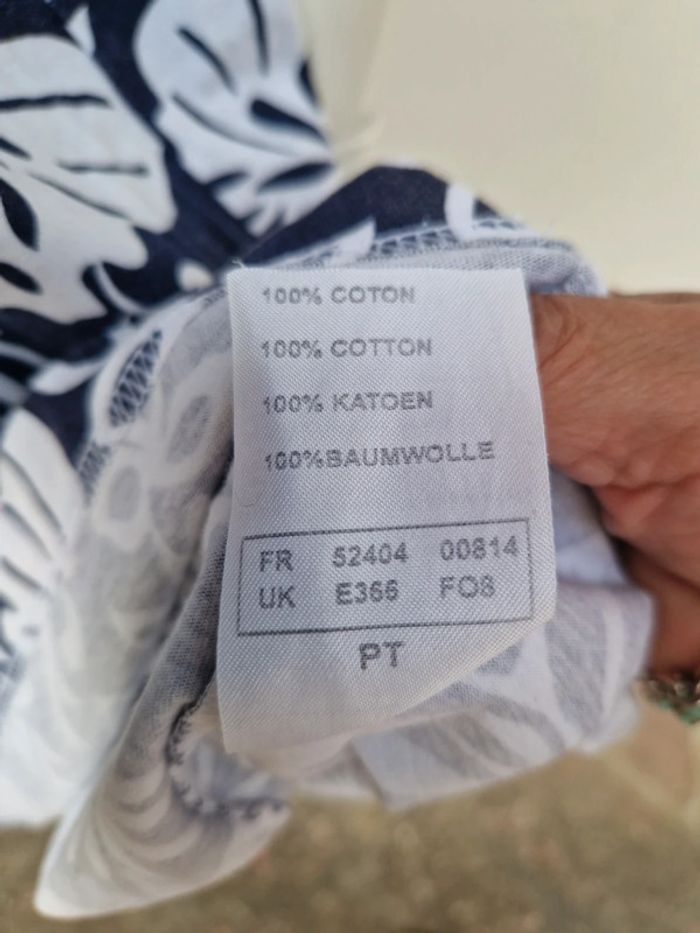 100% COTON
100% COTTON
100% KATOEN
100%BAUMWOLLE
FR 52404 00814
UK E366 FO8
PT